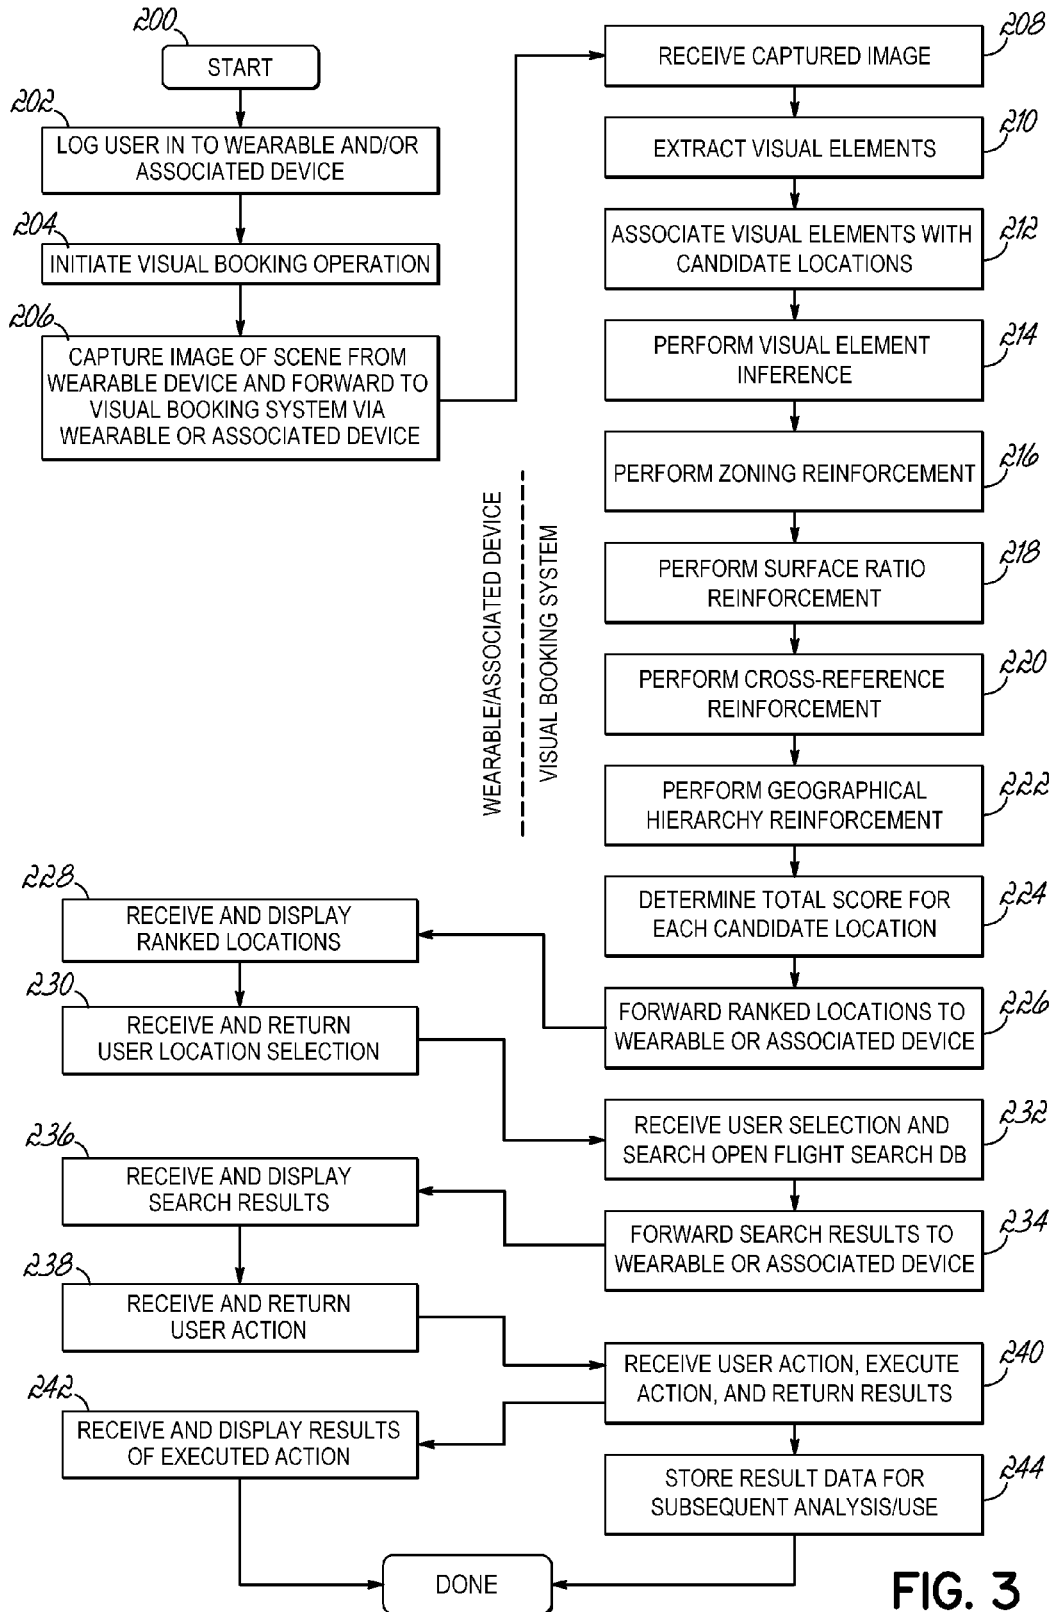 200
START
202
LOG USER IN TO WEARABLE AND/OR
ASSOCIATED DEVICE
204
INITIATE VISUAL BOOKING OPERATION
206
CAPTURE IMAGE OF SCENE FROM
WEARABLE DEVICE AND FORWARD TO
VISUAL BOOKING SYSTEM VIA
WEARABLE OR ASSOCIATED DEVICE
208
RECEIVE CAPTURED IMAGE
210
EXTRACT VISUAL ELEMENTS
212
ASSOCIATE VISUAL ELEMENTS WITH
CANDIDATE LOCATIONS
214
PERFORM VISUAL ELEMENT
INFERENCE
216
PERFORM ZONING REINFORCEMENT
218
PERFORM SURFACE RATIO
REINFORCEMENT
220
PERFORM CROSS-REFERENCE
REINFORCEMENT
222
PERFORM GEOGRAPHICAL
HIERARCHY REINFORCEMENT
224
DETERMINE TOTAL SCORE FOR
EACH CANDIDATE LOCATION
226
FORWARD RANKED LOCATIONS TO
WEARABLE OR ASSOCIATED DEVICE
WEARABLE/ASSOCIATED DEVICE
VISUAL BOOKING SYSTEM
228
RECEIVE AND DISPLAY
RANKED LOCATIONS
230
RECEIVE AND RETURN
USER LOCATION SELECTION
232
RECEIVE USER SELECTION AND
SEARCH OPEN FLIGHT SEARCH DB
234
FORWARD SEARCH RESULTS TO
WEARABLE OR ASSOCIATED DEVICE
236
RECEIVE AND DISPLAY
SEARCH RESULTS
238
RECEIVE AND RETURN
USER ACTION
240
RECEIVE USER ACTION, EXECUTE
ACTION, AND RETURN RESULTS
242
RECEIVE AND DISPLAY RESULTS
OF EXECUTED ACTION
244
STORE RESULT DATA FOR
SUBSEQUENT ANALYSIS/USE
DONE
FIG. 3